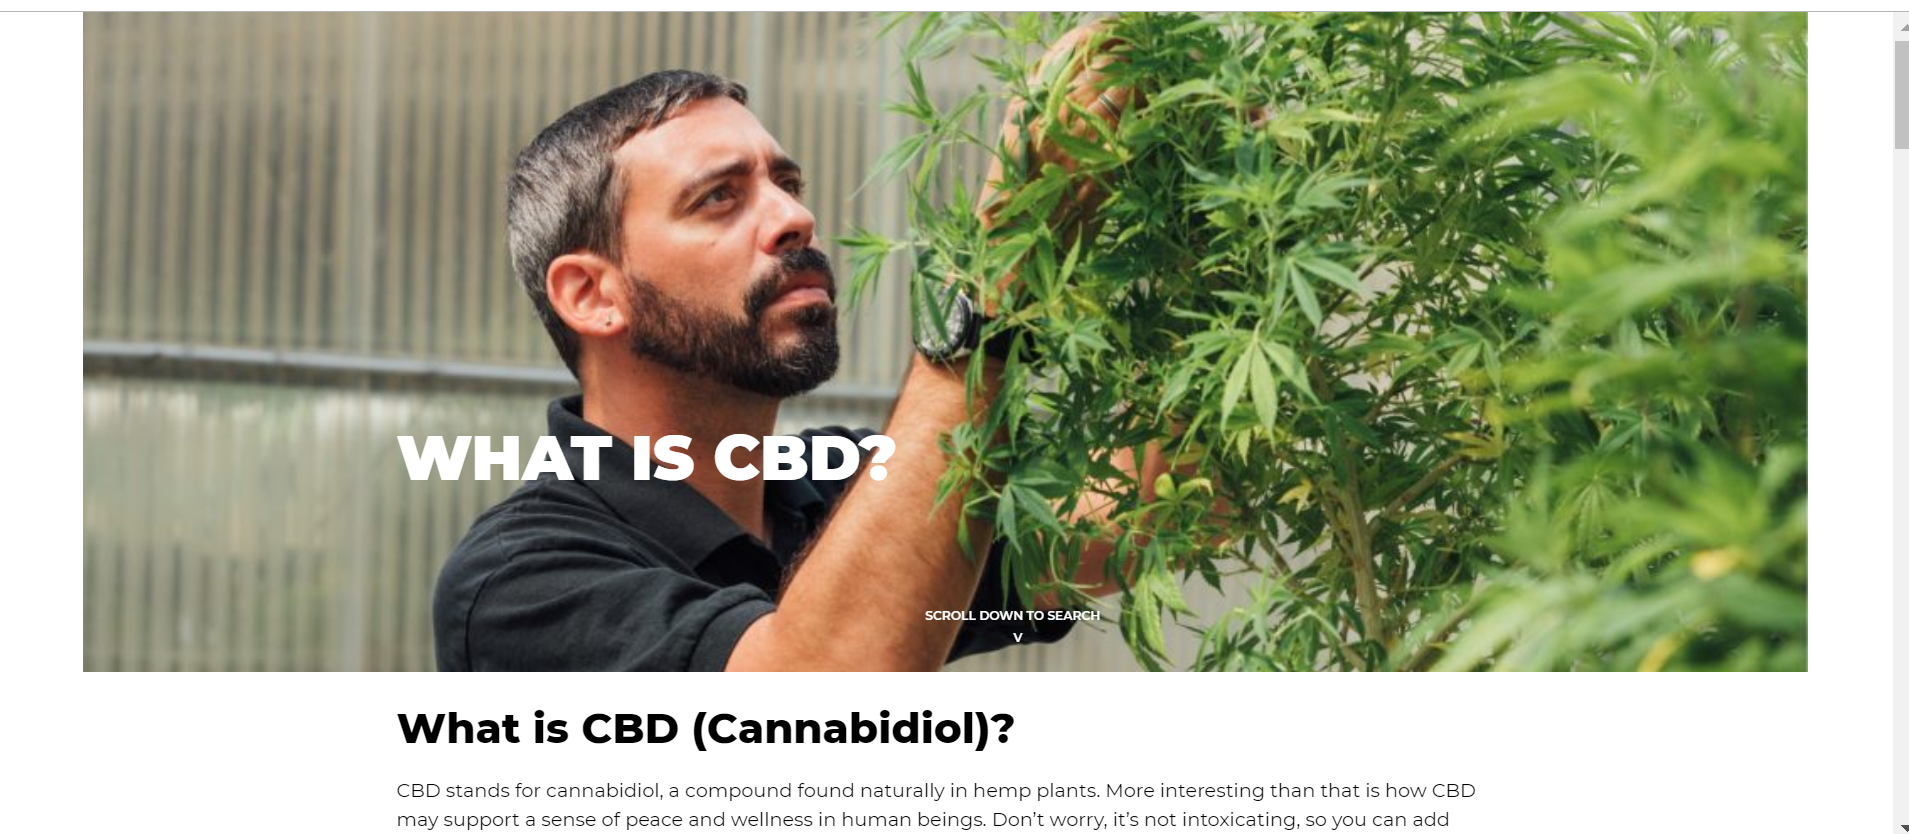 WHAT IS CBD?
SCROLL DOWN TO SEARCH
V
What is CBD (Cannabidiol)?
CBD stands for cannabidiol, a compound found naturally in hemp plants. More interesting than that is how CBD
may support a sense of peace and wellness in human beings. Don’t worry, it’s not intoxicating, so you can add